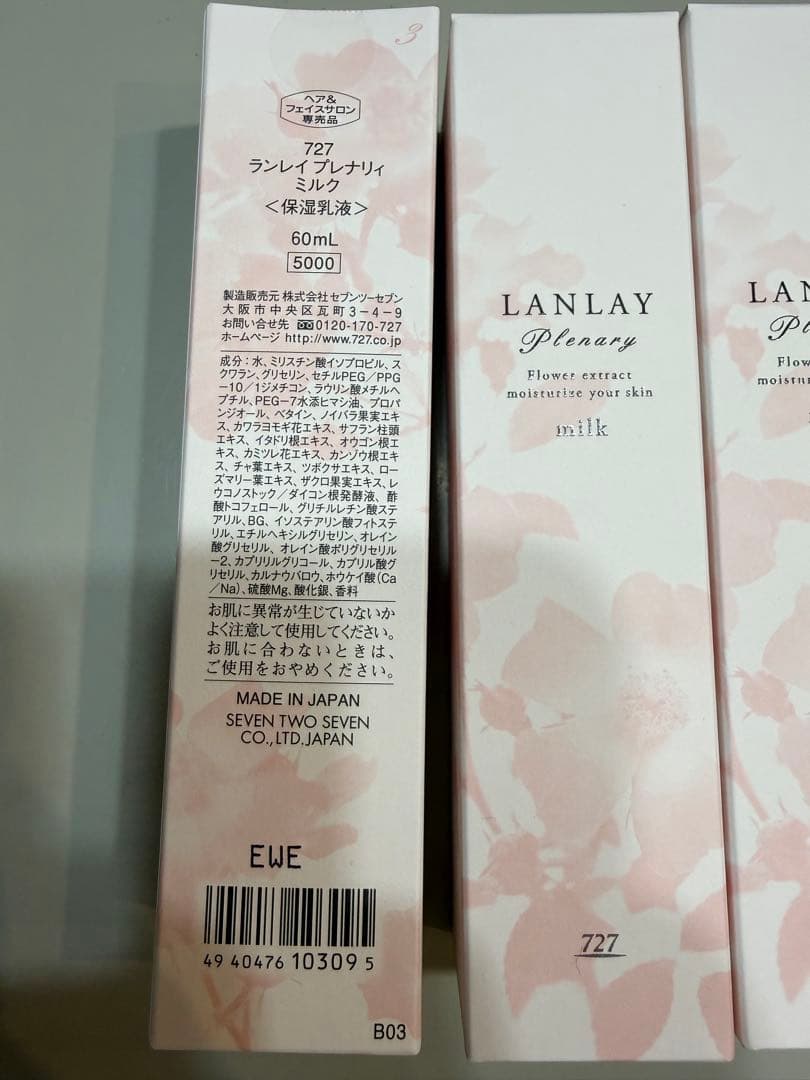 3
ヘア&
フェイスサロン
専売品
727
ランレイ プレナリィ
ミルク
<保湿乳液>
60mL
5000
製造販売元 株式会社セブンツーセブン
大阪市中央区瓦町3-4-9
お問い合せ先 0120-170-727
ホームページ http://www.727.co.jp
成分:水、ミリスチン酸イソプロピル、ス
クワラン、グリセリン、セチルPEG/PPG
-10/1ジメチコン、ラウリン酸メチルヘ
プチル、PEG-7水添ヒマシ油、プロパ
ンジオール、ベタイン、ノイバラ果実エキ
ス、カワラヨモギ花エキス、サフラン柱頭
エキス、イタドリ根エキス、オウゴン根エ
キス、カミツレ花エキス、カンゾウ根エキ
ス、チャ葉エキス、ツボクサエキス、ロー
ズマリー葉エキス、ザクロ果実エキス、レ
ウコノストック/ダイコン根発酵液、酢
酸トコフェロール、グリチルレチン酸ステ
アリル、BG、イソステアリン酸フィトステ
リル、エチルヘキシルグリセリン、オレイン
酸グリセリル、オレイン酸ポリグリセリル
-2、カプリリルグリコール、カプリル酸グ
リセリル、カルナウバロウ、ホウケイ酸(Ca
/Na)、硫酸Mg、酸化銀、香料
お肌に異常が生じていないか
よく注意して使用してください。
お肌に合わないときは、
ご使用をおやめください。
MADE IN JAPAN
SEVEN TWO SEVEN
CO.,LTD.JAPAN
EWE
49 40476 10309 5
B03
LANLAY
Plenary
Flower extract
moisturize your skin
milk
727
LAN
Pl
Flow
moistu